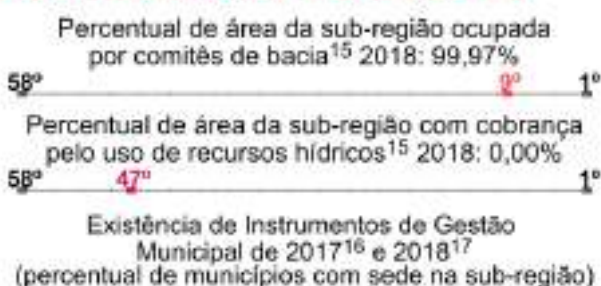 Percentual de área da sub-região ocupada
por comitês de bacia15 2018: 99,97%
58º 9º 1º
Percentual de área da sub-região com cobrança
pelo uso de recursos hídricos15 2018: 0,00%
58º 47º 1º
Existência de Instrumentos de Gestão
Municipal de 201716 e 201817
(percentual de municípios com sede na sub-região)